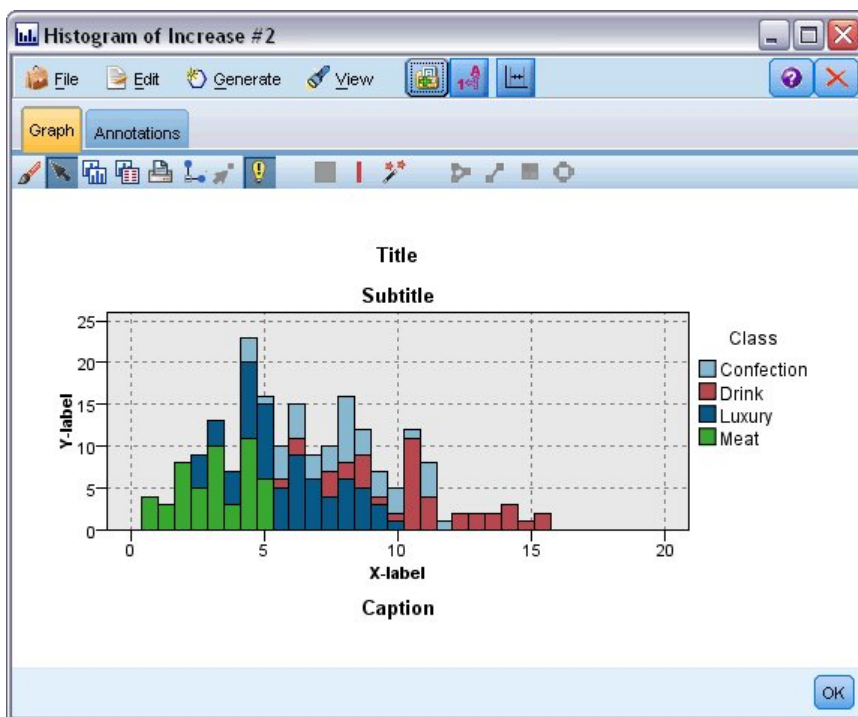 Histogram of Increase #2
File Edit Generate View
Graph Annotations
Title
Subtitle
25
20
15
10
5
0
Y-label
0 5 10 15 20
X-label
Caption
Class
Confection
Drink
Luxury
Meat
OK